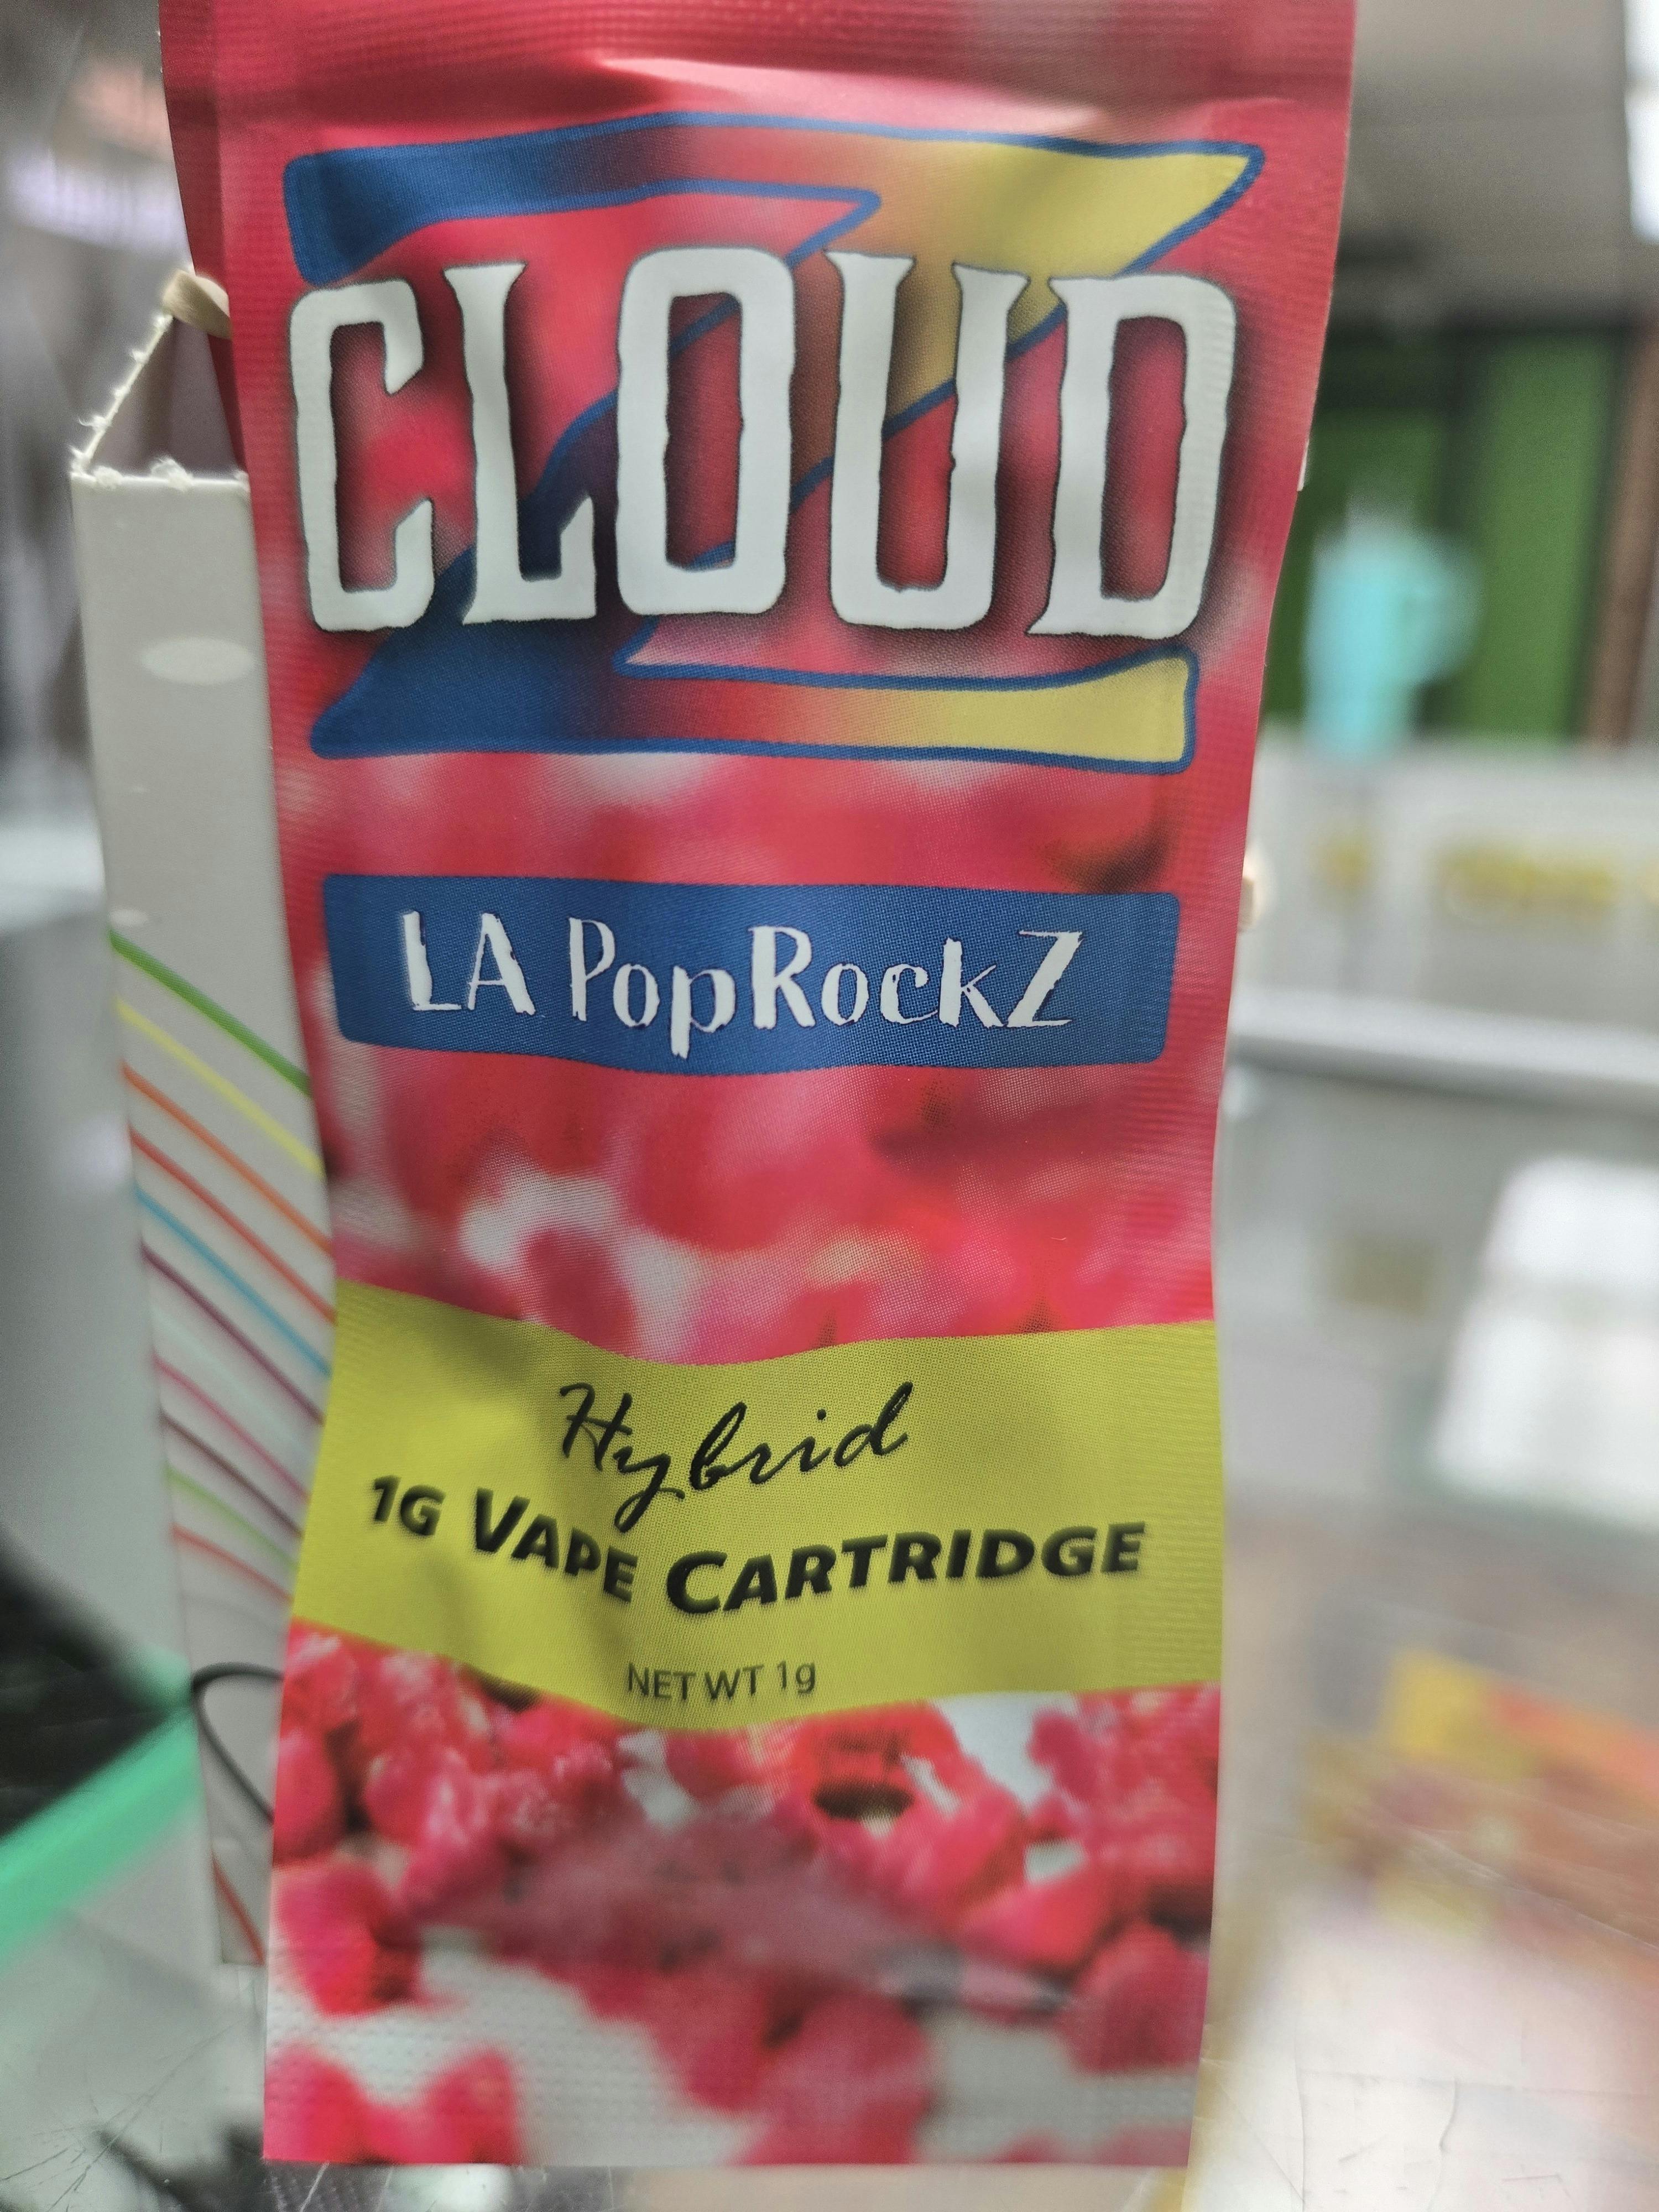 CLOUD
Z
LA PopRockZ
Hybrid
1G VAPE CARTRIDGE
NET WT 1g